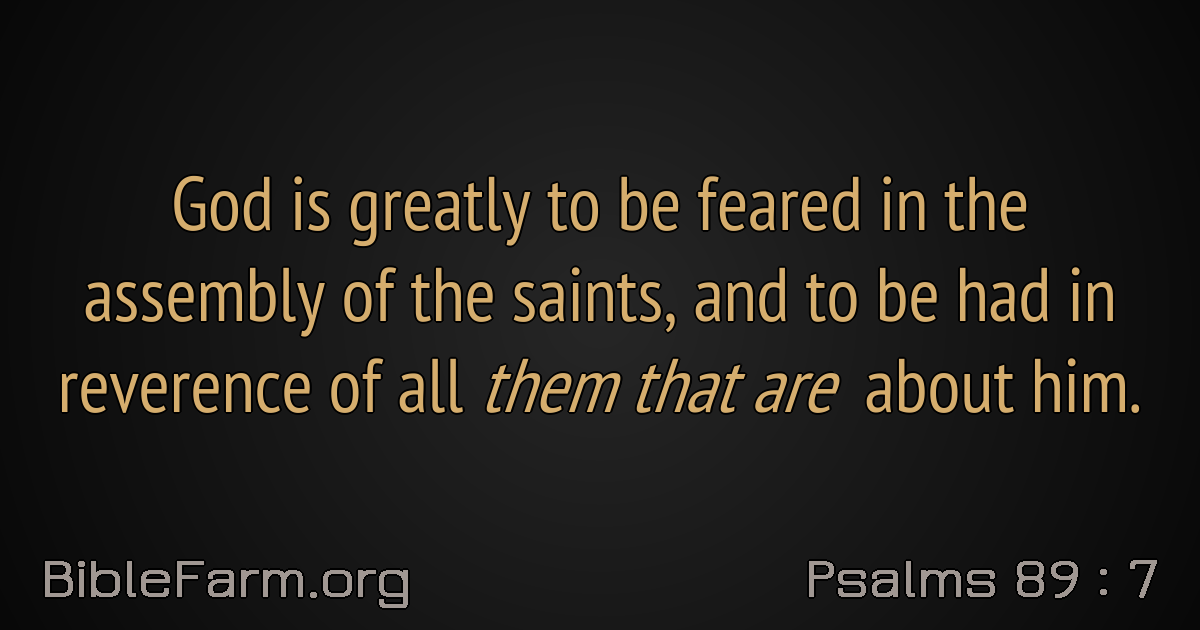 God is greatly to be feared in the
assembly of the saints, and to be had in
reverence of all them that are about him.
BibleFarm.org
Psalms 89 : 7